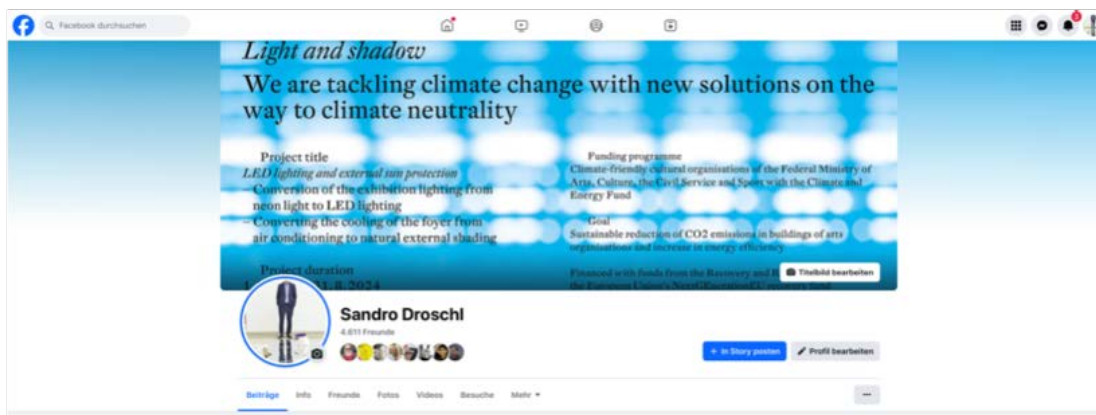 Facebook durchsuchen
3
Light and shadow
We are tackling climate change with new solutions on the
way to climate neutrality
Project title
LED lighting and external sun protection
– Conversion of the exhibition lighting from
neon light to LED lighting
– Converting the cooling of the foyer from
air conditioning to natural external shading
Project duration
31. 8. 2024
Funding programme
Climate-friendly cultural organisations of the Federal Ministry of
Arts, Culture, the Civil Service and Sport with the Climate and
Energy Fund
Goal
Sustainable reduction of CO2 emissions in buildings of arts
organisations and increase in energy efficiency
Financed with funds from the Recovery and
the European Union's NextGenerationEU recovery fund
Titelbild bearbeiten
Sandro Droschl
4.611 Freunde
+ In Story posten
Profil bearbeiten
Beiträge Info Freunde Fotos Videos Besuche Mehr